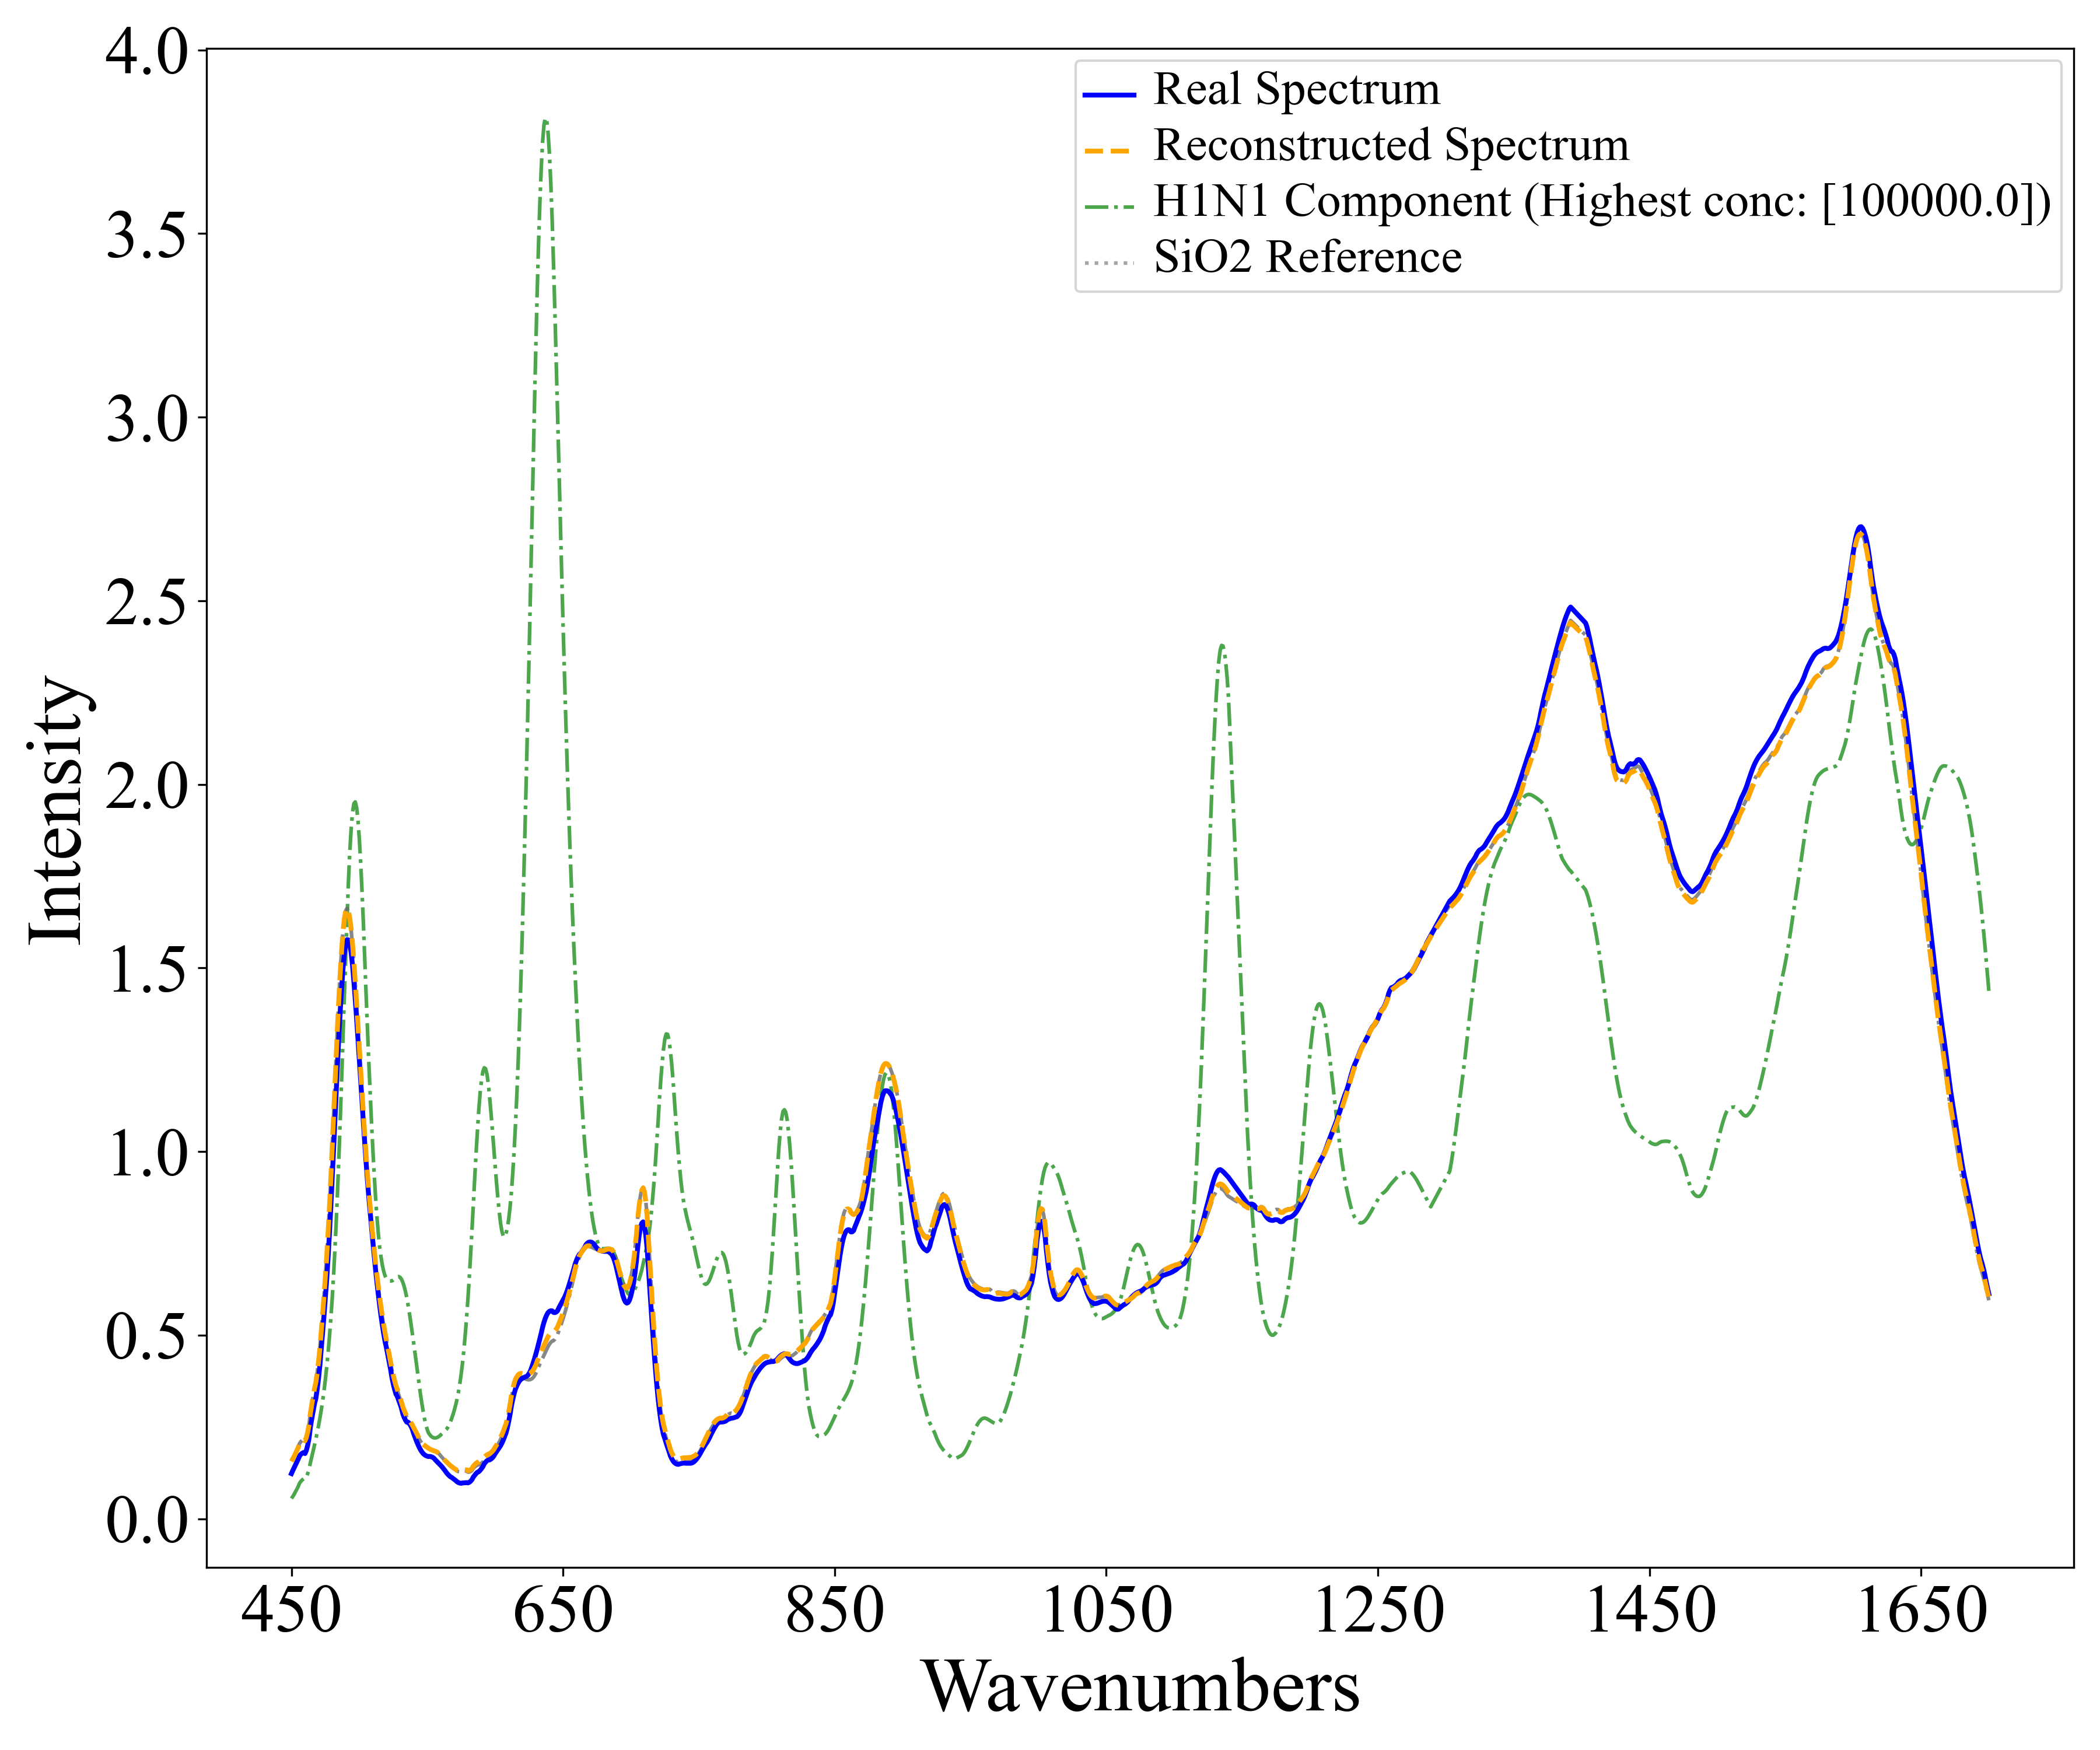 4.0
3.5
3.0
2.5
2.0
1.5
1.0
0.5
0.0
Intensity
Real Spectrum
Reconstructed Spectrum
H1N1 Component (Highest conc: [100000.0])
SiO2 Reference
450 650 850 1050 1250 1450 1650
Wavenumbers